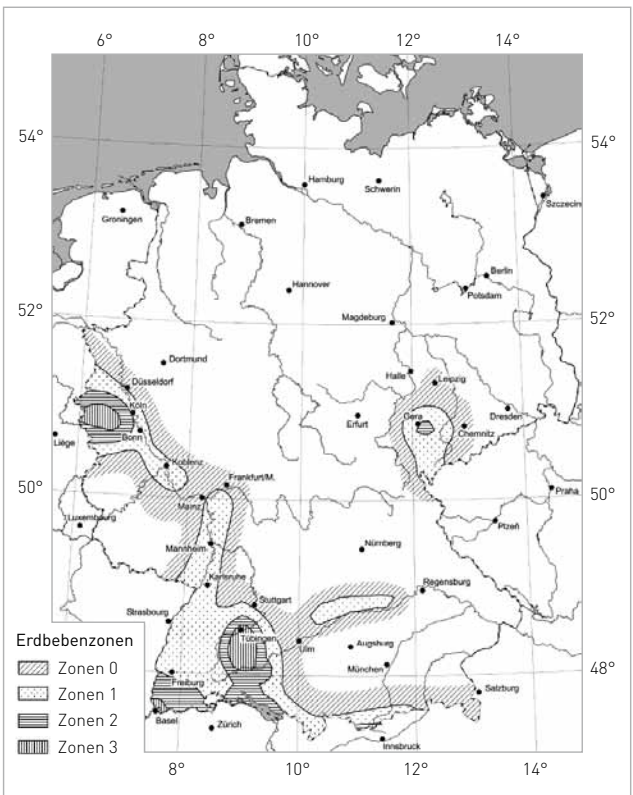 6° 8° 10° 12° 14°
54° 54°
Hamburg
Schwerin
Szczecin
Groningen
Bremen
Berlin
Hannover
Potsdam
52° Magdeburg 52°
Dortmund
Halle
Leipzig
Düsseldorf
Köln
Erfurt
Gera
Dresden
Bonn
Chemnitz
Liége
Koblenz
Frankfurt/M.
50° 50°
Praha
Mainz
Luxembourg
Plzeň
Mannheim
Nürnberg
Karlsruhe
Regensburg
Stuttgart
Strasbourg
Tübingen
Ulm
Augsburg
München
48°
Freiburg
Salzburg
Basel
Zürich
Innsbruck
Erdbebenzonen
Zonen 0
Zonen 1
Zonen 2
Zonen 3
8° 10° 12° 14°